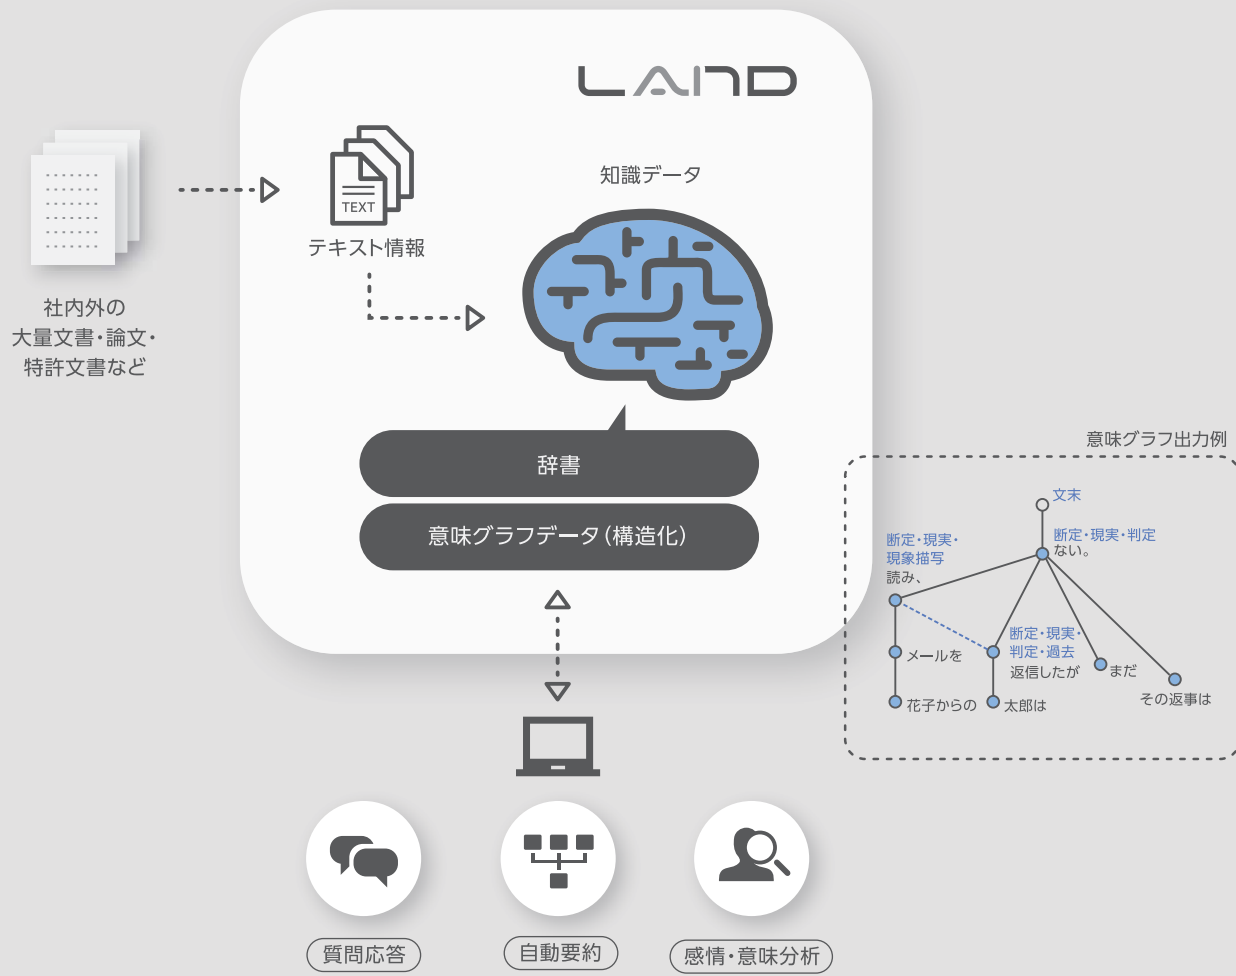 LAND
TEXT
テキスト情報
知識データ
社内外の
大量文書・論文・
特許文書など
辞書
意味グラフデータ(構造化)
意味グラフ出力例
文末
断定・現実・判定
ない。
断定・現実・
現象描写
読み、
メールを
花子からの
断定・現実・
判定・過去
返信したが
太郎は
まだ
その返事は
質問応答
自動要約
感情・意味分析